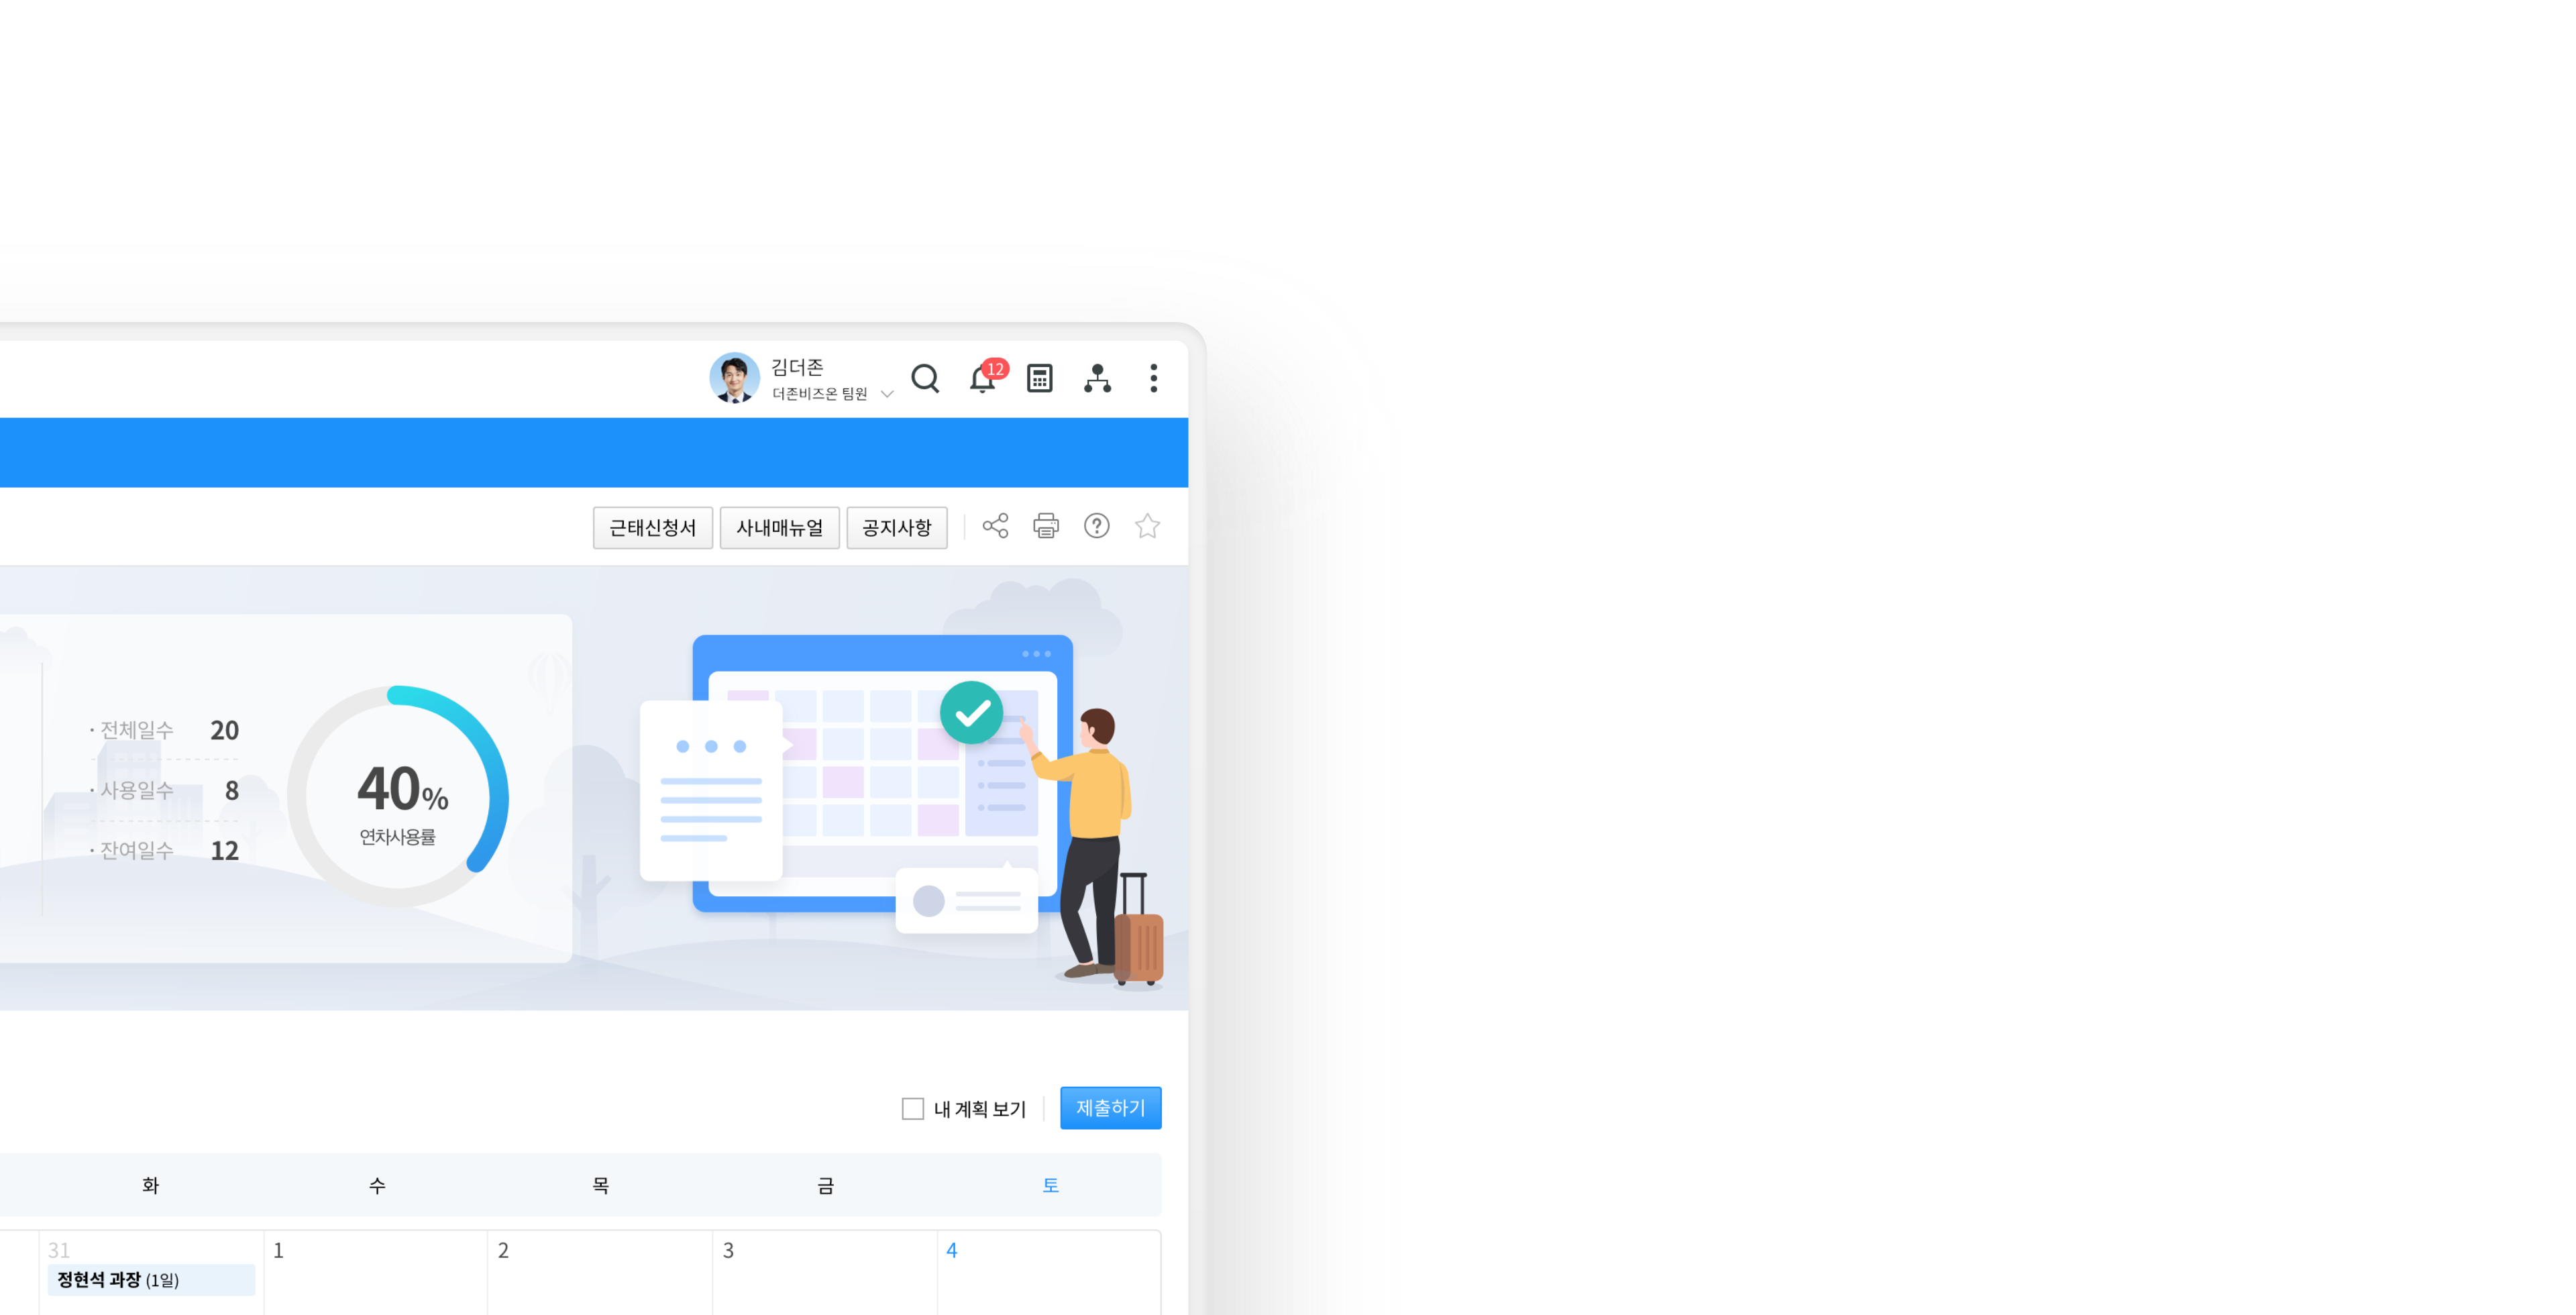 김더존
더존비즈온 팀원
12
근태신청서 사내매뉴얼 공지사항
· 전체일수 20
· 사용일수 8
· 잔여일수 12
40%
연차사용률
내 계획 보기 제출하기
화 수 목 금 토
31 1 2 3 4
정현석 과장 (1일)